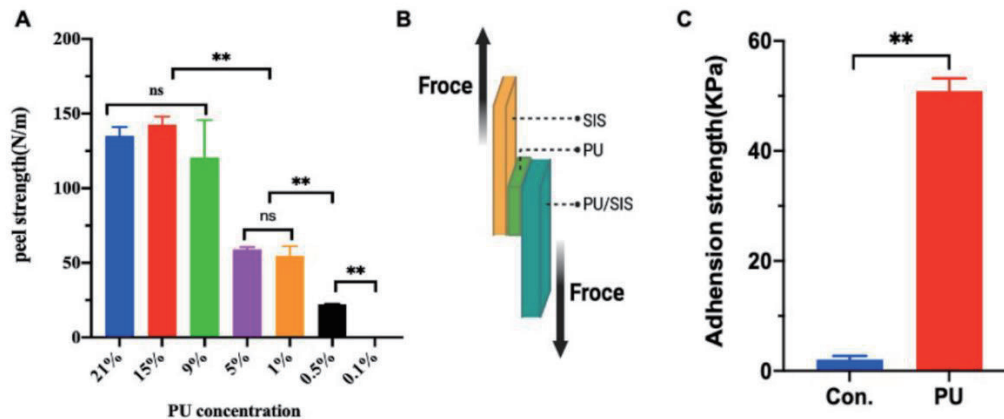 A
peel strength(N/m)
200
150
100
50
0
**
ns
**
ns
**
21%
15%
9%
5%
1%
0.5%
0.1%
PU concentration
B
Froce
SIS
PU
PU/SIS
Froce
C
Adhension strength(KPa)
60
40
20
0
**
Con.
PU